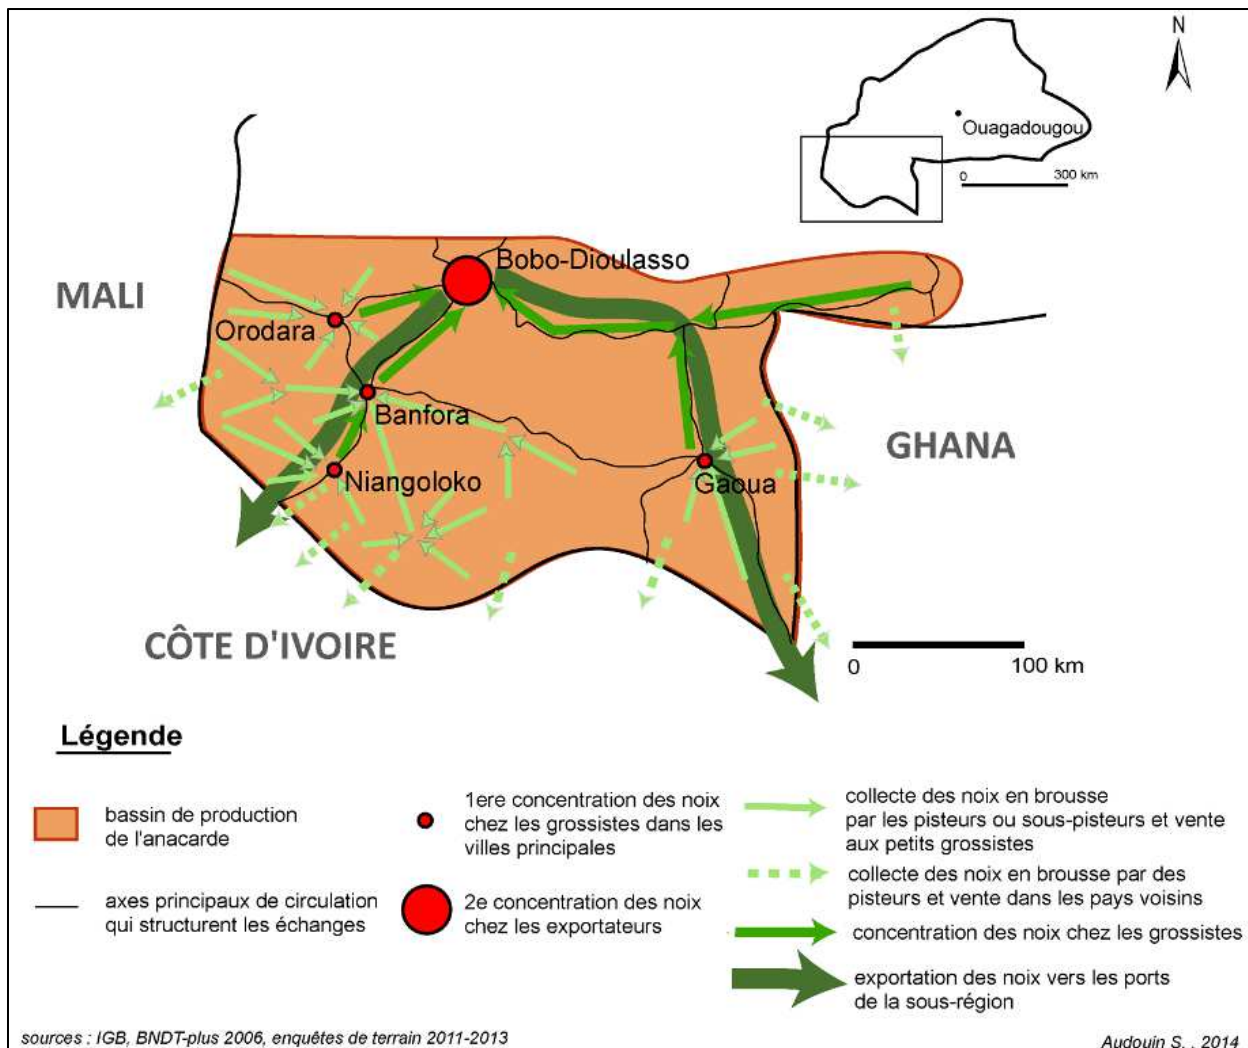 N
Ouagadougou
0 300 km
Bobo-Dioulasso
MALI
Orodara
Banfora
GHANA
Niangoloko
Gaoua
CÔTE D'IVOIRE
0 100 km
Légende
bassin de production
de l'anacarde
axes principaux de circulation
qui structurent les échanges
1ere concentration des noix
chez les grossistes dans les
villes principales
2e concentration des noix
chez les exportateurs
collecte des noix en brousse
par les pisteurs ou sous-pisteurs et vente
aux petits grossistes
collecte des noix en brousse par des
pisteurs et vente dans les pays voisins
concentration des noix chez les grossistes
exportation des noix vers les ports
de la sous-région
sources : IGB, BNDT-plus 2006, enquêtes de terrain 2011-2013
Audouin S. , 2014